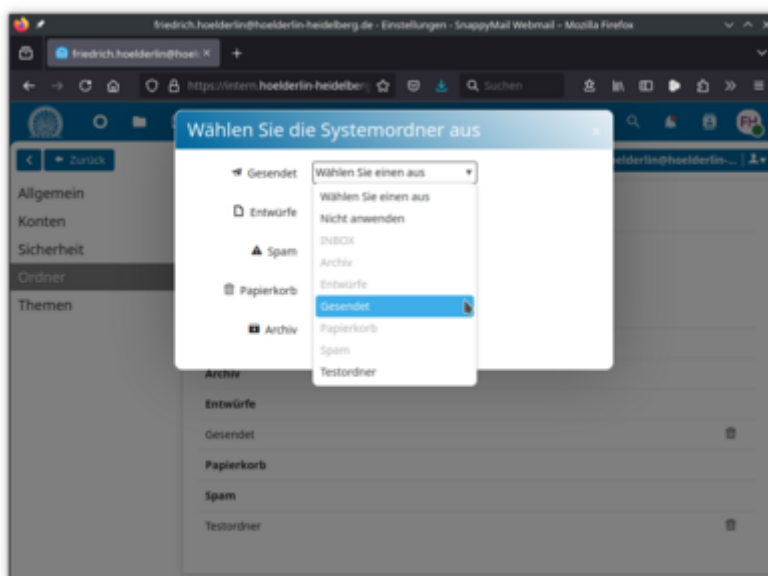 friedrich.hoelderlin@hoelderlin-heidelberg.de - Einstellungen - SnappyMail Webmail – Mozilla Firefox
friedrich.hoelderlin@hoel
https://intern.hoelderlin-heidelberg
Suchen
Wählen Sie die Systemordner aus
FH
Zurück
elderlin@hoelderlin-...
Allgemein
Konten
Sicherheit
Ordner
Themen
Gesendet
Wählen Sie einen aus
Entwürfe
Spam
Papierkorb
Archiv
Wählen Sie einen aus
Nicht anwenden
INBOX
Archiv
Entwürfe
Gesendet
Papierkorb
Spam
Testordner
Archiv
Entwürfe
Gesendet
Papierkorb
Spam
Testordner